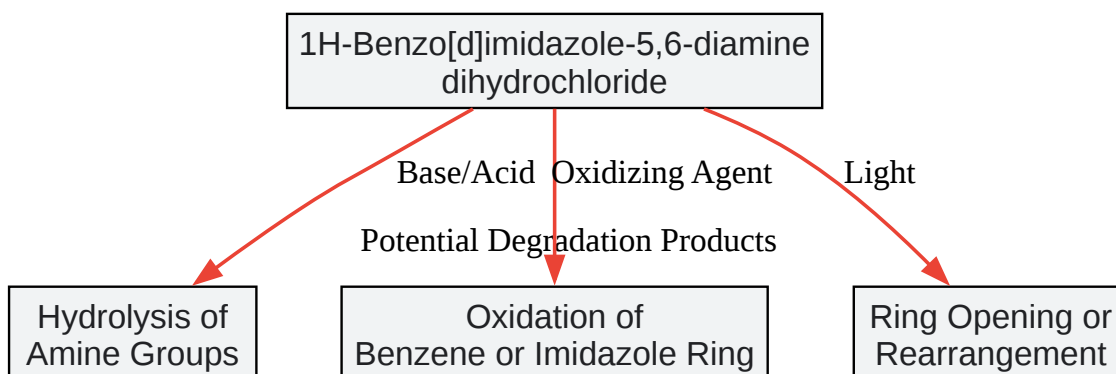 1H-Benzo[d]imidazole-5,6-diamine
dihydrochloride
Base/Acid
Oxidizing Agent
Light
Potential Degradation Products
Hydrolysis of
Amine Groups
Oxidation of
Benzene or Imidazole Ring
Ring Opening or
Rearrangement